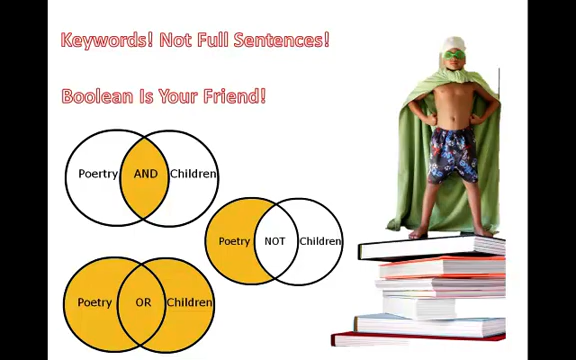 Keywords! Not Full Sentences!
Boolean Is Your Friend!
Poetry AND Children
Poetry NOT Children
Poetry OR Children